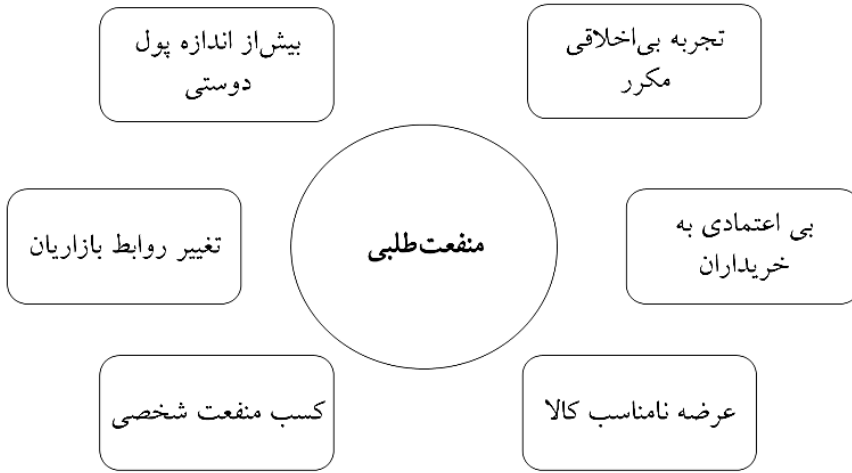 تجربه بی‌اخلاقی
مکرر
بیش‌از اندازه پول
دوستی
بی اعتمادی به
خریداران
منفعت‌طلبی
تغییر روابط بازاریان
عرضه نامناسب کالا
کسب منفعت شخصی